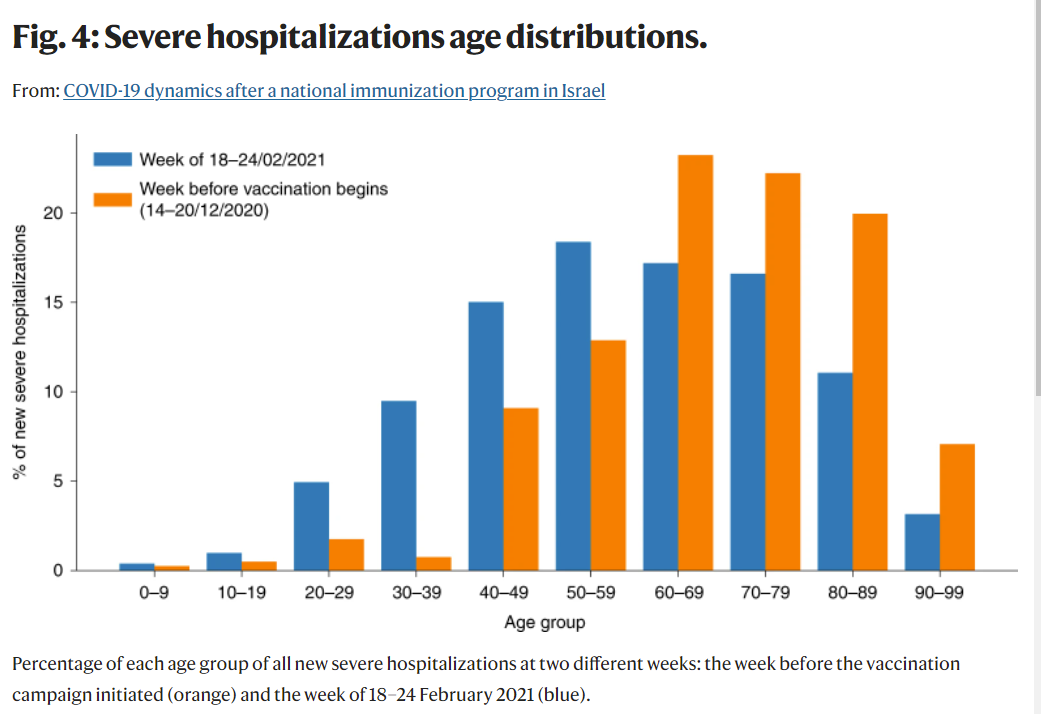 Fig. 4: Severe hospitalizations age distributions.
From: COVID-19 dynamics after a national immunization program in Israel
Week of 18–24/02/2021
Week before vaccination begins
(14–20/12/2020)
% of new severe hospitalizations
20
15
10
5
0
0–9 10–19 20–29 30–39 40–49 50–59 60–69 70–79 80–89 90–99
Age group
Percentage of each age group of all new severe hospitalizations at two different weeks: the week before the vaccination
campaign initiated (orange) and the week of 18–24 February 2021 (blue).